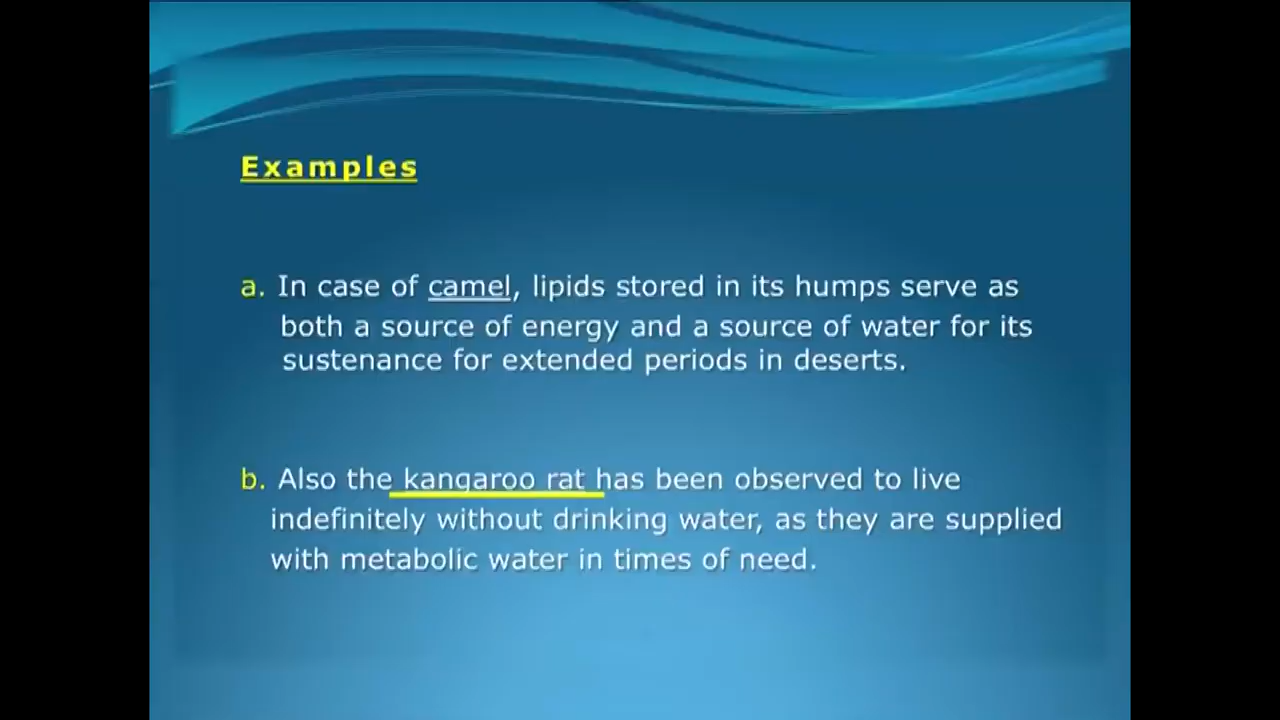 Examples
a. In case of camel, lipids stored in its humps serve as
both a source of energy and a source of water for its
sustenance for extended periods in deserts.
b. Also the kangaroo rat has been observed to live
indefinitely without drinking water, as they are supplied
with metabolic water in times of need.